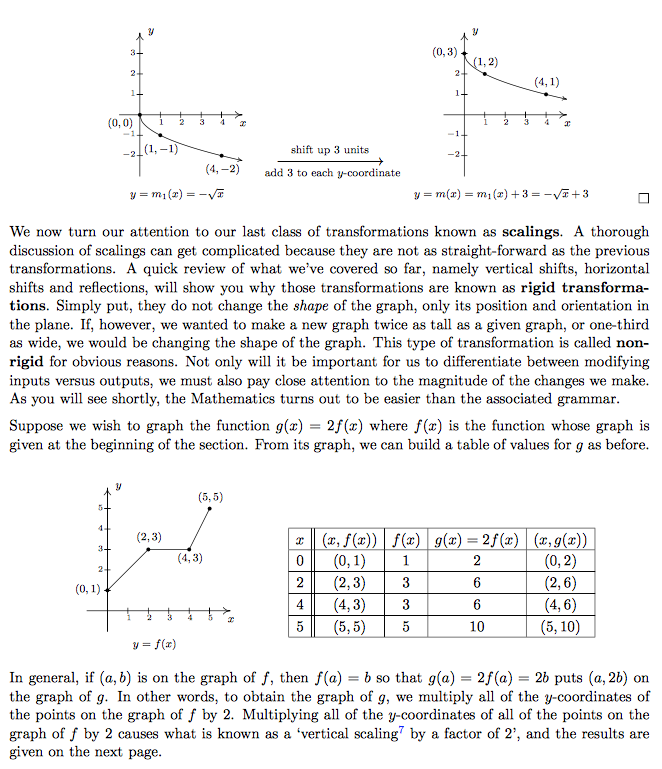 y
3
2
1
(0, 0)
1 2 3 4 x
−1
−2
(1, −1)
(4, −2)
y = m₁(x) = −√x
shift up 3 units
add 3 to each y-coordinate
y
(0, 3)
(1, 2)
2
(4, 1)
1
1 2 3 4 x
−1
−2
y = m(x) = m₁(x) + 3 = −√x + 3
We now turn our attention to our last class of transformations known as scalings. A thorough
discussion of scalings can get complicated because they are not as straight-forward as the previous
transformations. A quick review of what we've covered so far, namely vertical shifts, horizontal
shifts and reflections, will show you why those transformations are known as rigid transforma-
tions. Simply put, they do not change the shape of the graph, only its position and orientation in
the plane. If, however, we wanted to make a new graph twice as tall as a given graph, or one-third
as wide, we would be changing the shape of the graph. This type of transformation is called non-
rigid for obvious reasons. Not only will it be important for us to differentiate between modifying
inputs versus outputs, we must also pay close attention to the magnitude of the changes we make.
As you will see shortly, the Mathematics turns out to be easier than the associated grammar.
Suppose we wish to graph the function g(x) = 2f(x) where f(x) is the function whose graph is
given at the beginning of the section. From its graph, we can build a table of values for g as before.
y
(5, 5)
5
4
(2, 3)
3
(4, 3)
2
(0, 1)
1 2 3 4 5 x
y = f(x)
x (x, f(x)) f(x) g(x) = 2f(x) (x, g(x))
0 (0, 1) 1 2 (0, 2)
2 (2, 3) 3 6 (2, 6)
4 (4, 3) 3 6 (4, 6)
5 (5, 5) 5 10 (5, 10)
In general, if (a, b) is on the graph of f, then f(a) = b so that g(a) = 2f(a) = 2b puts (a, 2b) on
the graph of g. In other words, to obtain the graph of g, we multiply all of the y-coordinates of
the points on the graph of f by 2. Multiplying all of the y-coordinates of all of the points on the
graph of f by 2 causes what is known as a 'vertical scaling⁷ by a factor of 2', and the results are
given on the next page.